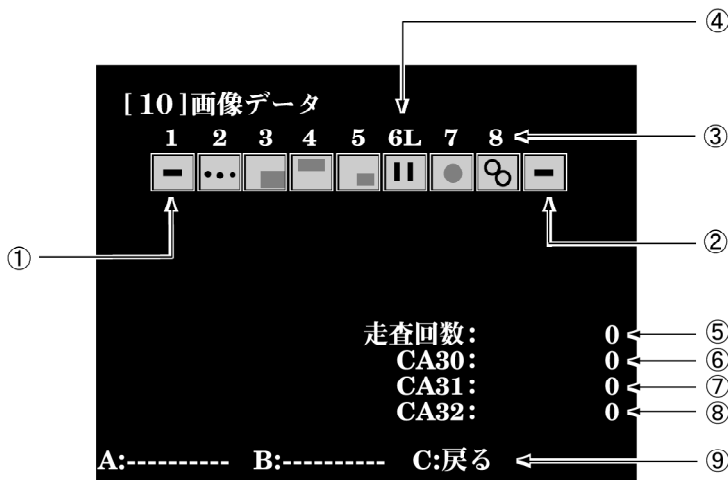 ④
[10]画像データ
1 2 3 4 5 6L 7 8
③
①
②
走査回数: 0
⑤
CA30: 0
⑥
CA31: 0
⑦
CA32: 0
⑧
A:---------- B:---------- C:戻る
⑨